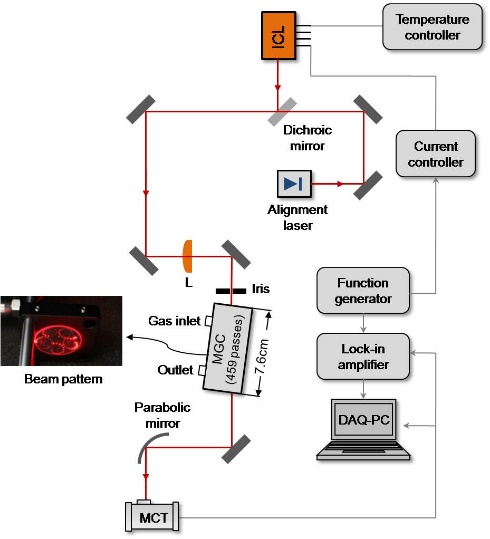 ICL
Temperature
controller
Dichroic
mirror
Current
controller
Alignment
laser
L
Iris
Function
generator
Gas inlet
MGC
(459 passes)
7.6cm
Lock-in
amplifier
Outlet
Beam pattern
Parabolic
mirror
DAQ-PC
MCT